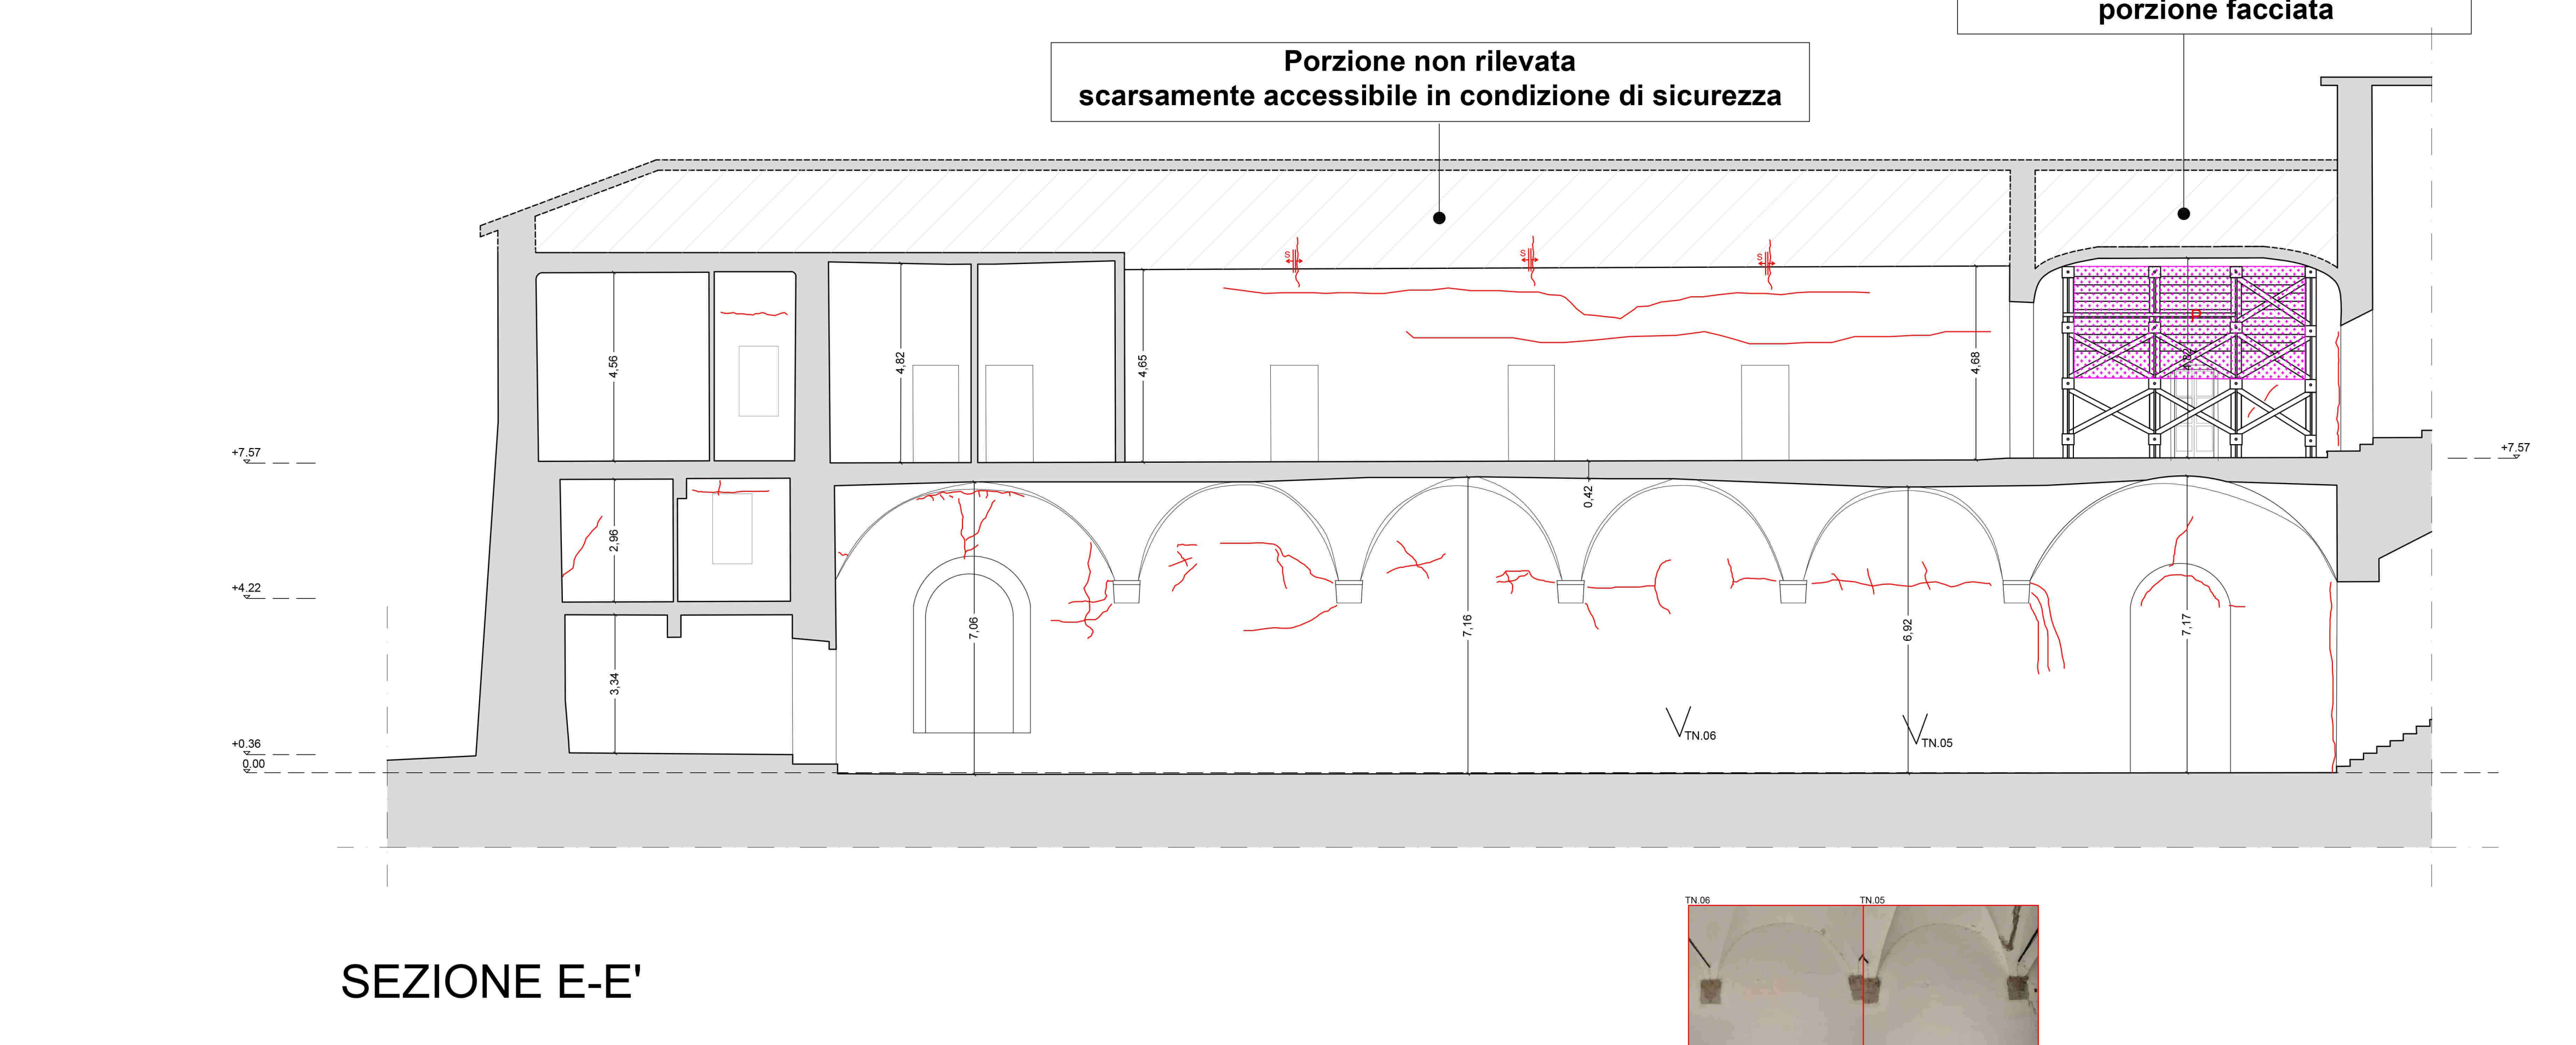 porzione facciata
Porzione non rilevata
scarsamente accessibile in condizione di sicurezza
S
S
S
P
4,56
4,82
4,65
4,68
+7.57
+7.57
0,42
2,96
+4.22
7,06
7,16
6,92
7,17
3,34
TN.06
TN.05
+0.36
0.00
TN.06
TN.05
SEZIONE E-E'